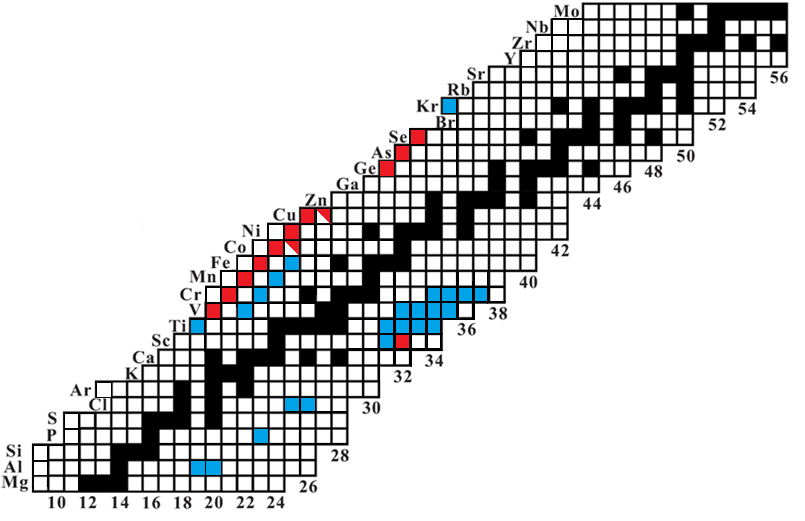 Mo
Nb
Zr
Y
56
Sr
Rb
54
Kr
Br
52
Se
50
As
48
Ge
46
Ga
44
Zn
Cu
Ni
42
Co
Fe
40
Mn
Cr
38
V
36
Ti
Sc
34
Ca
32
K
Ar
30
Cl
S
P
28
Si
Al
26
Mg
10 12 14 16 18 20 22 24